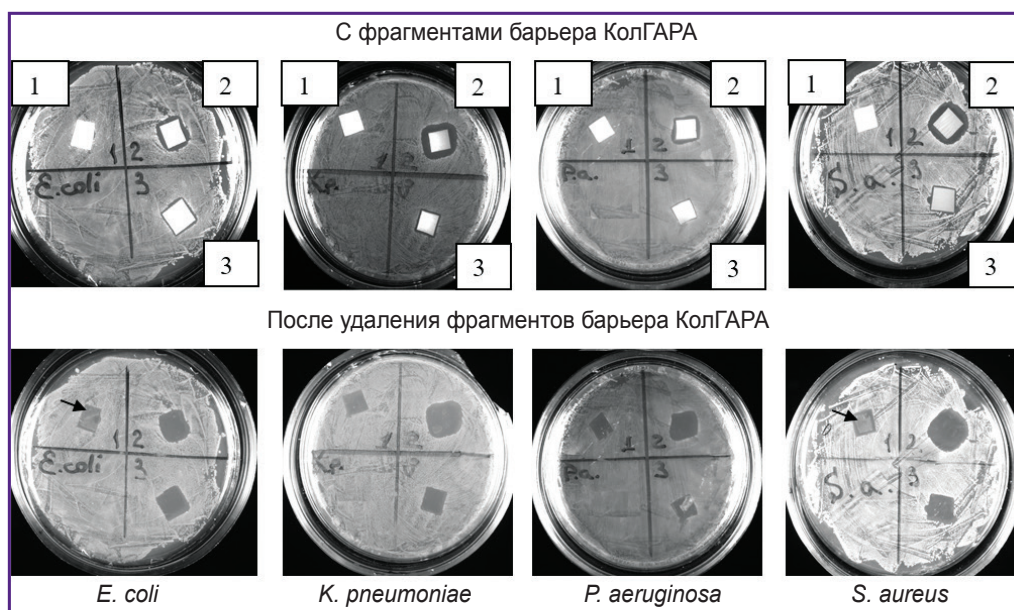 С фрагментами барьера КолГАРА
1 2 1 2 1 2 1 2
1 2 1 2 1 2 1 2
E.coli 3 Kp. 3 P.a. 3 S.a. 3
3 3 3 3
После удаления фрагментов барьера КолГАРА
1 2 1 2 1 2 1 2
E.coli 3 Kp. 3 P.a. 3 S.a. 3
E. coli K. pneumoniae P. aeruginosa S. aureus